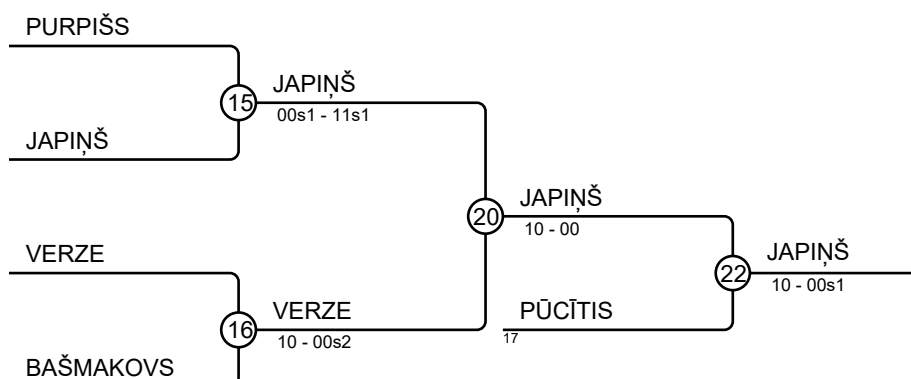 PURPIŠS
15
JAPIŅŠ
00s1 - 11s1
JAPIŅŠ
20
JAPIŅŠ
10 - 00
VERZE
22
JAPIŅŠ
10 - 00s1
16
VERZE
10 - 00s2
PŪCĪTIS
17
BAŠMAKOVS